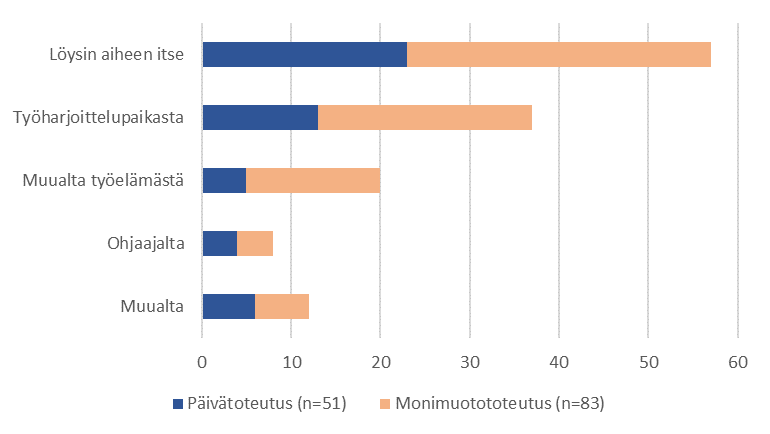 Löysin aiheen itse
Työharjoittelupaikasta
Muualta työelämästä
Ohjaajalta
Muualta
0 10 20 30 40 50 60
Päivätoteutus (n=51) Monimuotototeutus (n=83)